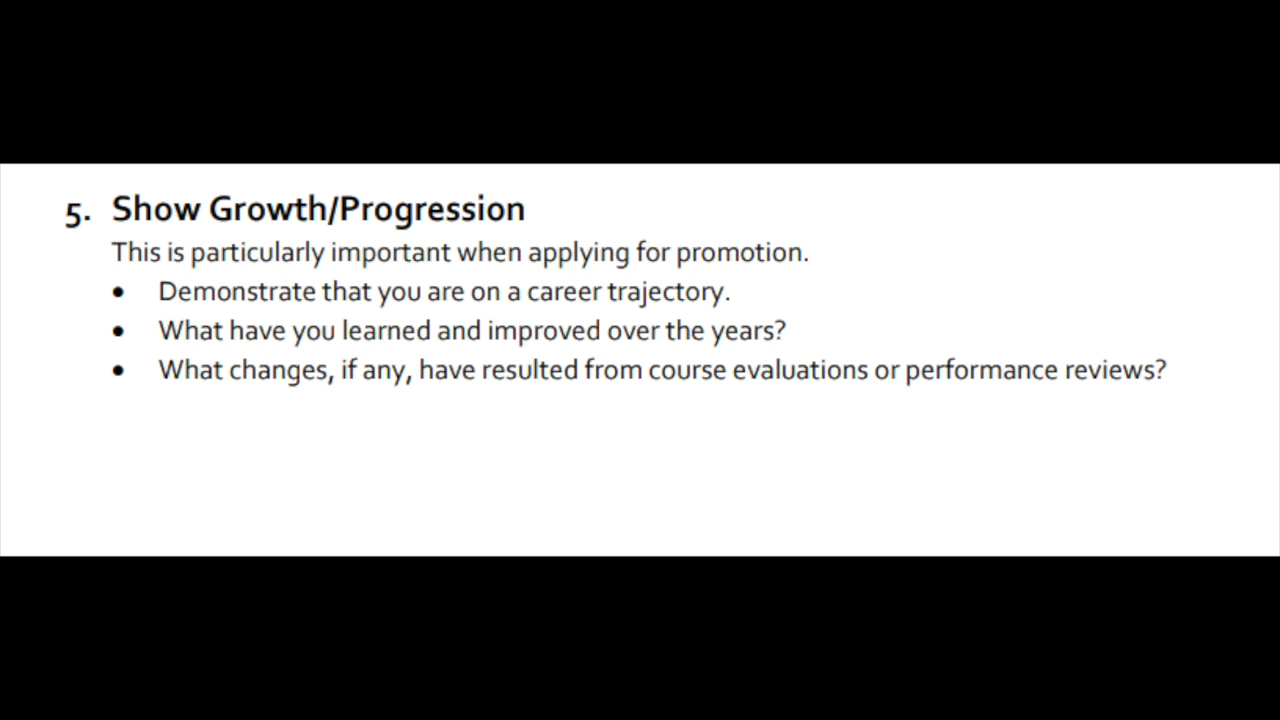 5. Show Growth/Progression
This is particularly important when applying for promotion.
• Demonstrate that you are on a career trajectory.
• What have you learned and improved over the years?
• What changes, if any, have resulted from course evaluations or performance reviews?